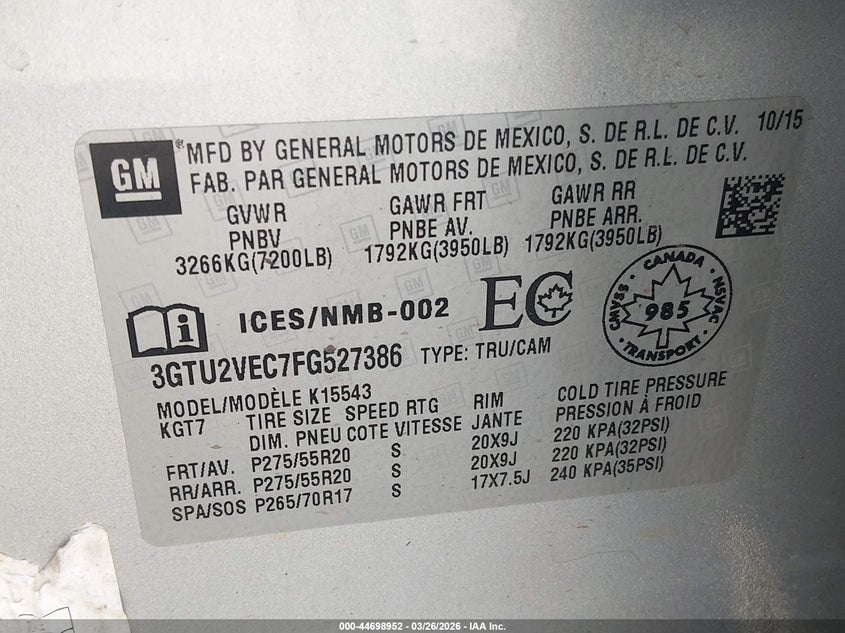 GM
® MFD BY GENERAL MOTORS DE MEXICO, S. DE R.L. DE C.V. 10/15
FAB. PAR GENERAL MOTORS DE MEXICO, S. DE R.L. DE C.V.
GVWR GAWR FRT GAWR RR
PNBV PNBE AV. PNBE ARR.
3266KG(7200LB) 1792KG(3950LB) 1792KG(3950LB)
i ICES/NMB-002 EC
CANADA
CMVSS 985 NSVAC
TRANSPORT
3GTU2VEC7FG527386 TYPE: TRU/CAM
MODEL/MODÈLE K15543
KGT7 TIRE SIZE SPEED RTG RIM COLD TIRE PRESSURE
DIM. PNEU COTE VITESSE JANTE PRESSION À FROID
FRT/AV. P275/55R20 S 20X9J 220 KPA(32PSI)
RR/ARR. P275/55R20 S 20X9J 220 KPA(32PSI)
SPA/SOS P265/70R17 S 17X7.5J 240 KPA(35PSI)
000-44698952 | 03/26/2026 – IAA Inc.